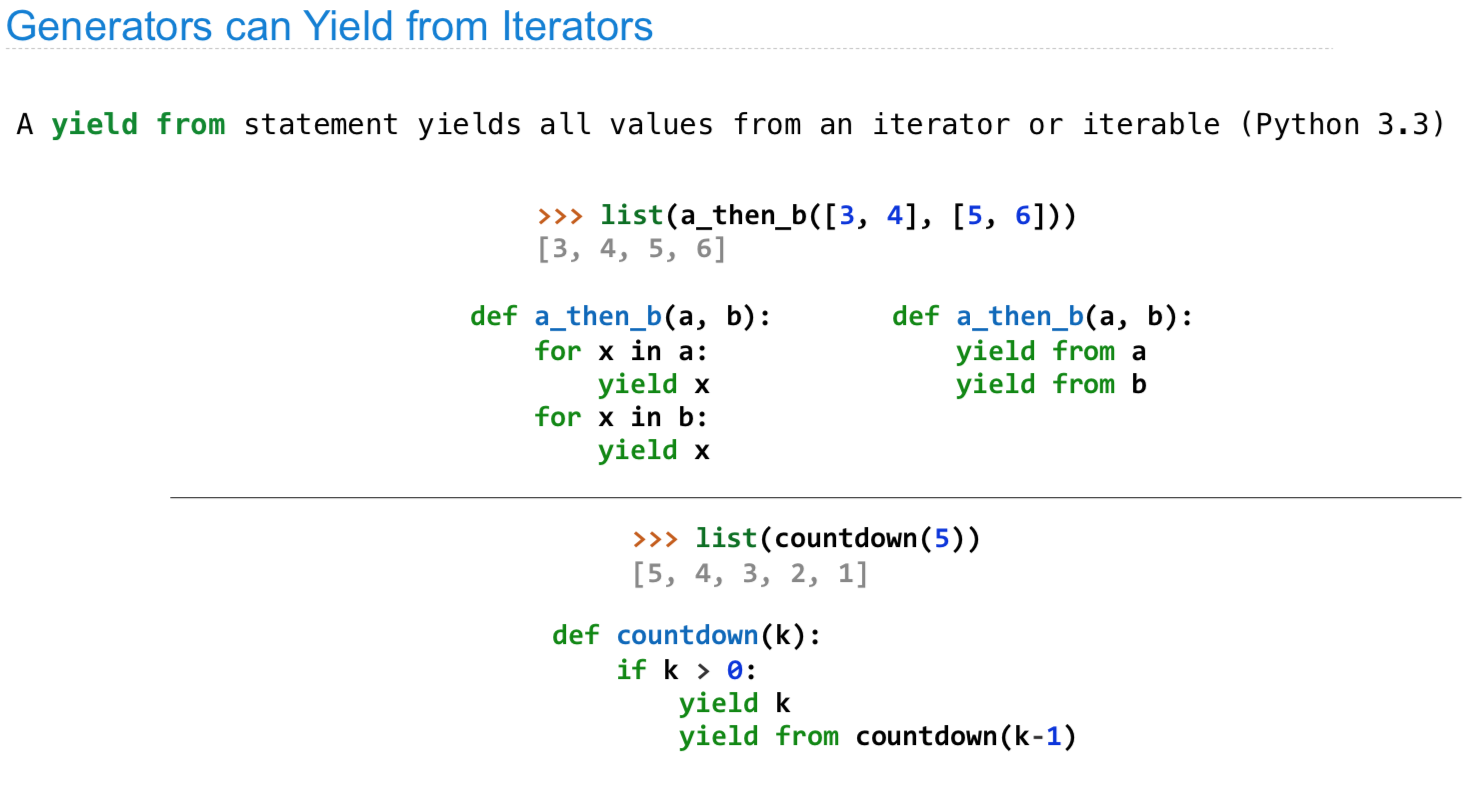 Generators can Yield from Iterators
A yield from statement yields all values from an iterator or iterable (Python 3.3)
>>> list(a_then_b([3, 4], [5, 6]))
[3, 4, 5, 6]
def a_then_b(a, b):
    for x in a:
        yield x
    for x in b:
        yield x
def a_then_b(a, b):
    yield from a
    yield from b
>>> list(countdown(5))
[5, 4, 3, 2, 1]
def countdown(k):
    if k > 0:
        yield k
        yield from countdown(k-1)